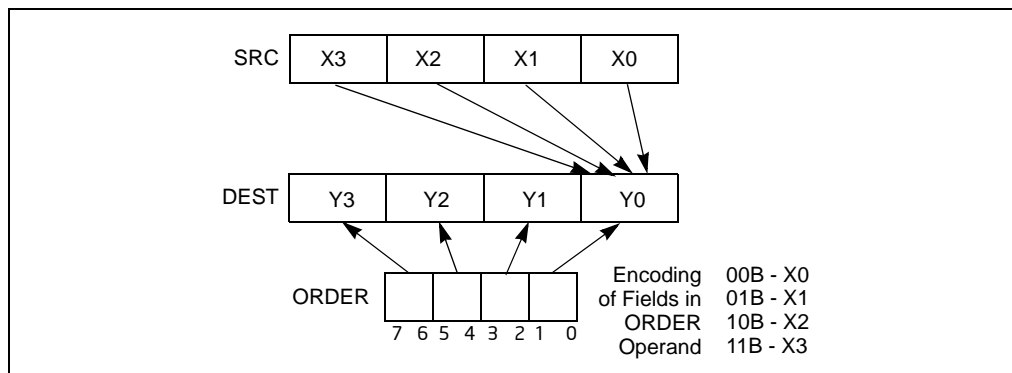 SRC X3 X2 X1 X0
DEST Y3 Y2 Y1 Y0
ORDER
7 6 5 4 3 2 1 0
Encoding 00B - X0
of Fields in 01B - X1
ORDER 10B - X2
Operand 11B - X3